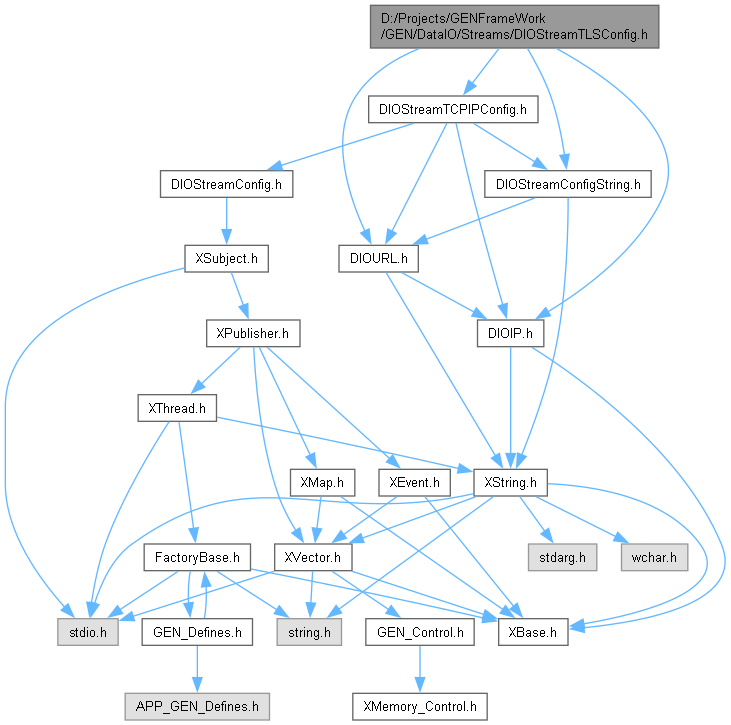 D:/Projects/GENFrameWork
/GEN/DataIO/Streams/DIOStreamTLSConfig.h
DIOStreamTCPIPConfig.h
DIOStreamConfig.h
DIOStreamConfigString.h
XSubject.h
DIOURL.h
XPublisher.h
DIOIP.h
XThread.h
XMap.h
XEvent.h
XString.h
FactoryBase.h
XVector.h
stdarg.h
wchar.h
stdio.h
GEN_Defines.h
string.h
GEN_Control.h
XBase.h
APP_GEN_Defines.h
XMemory_Control.h